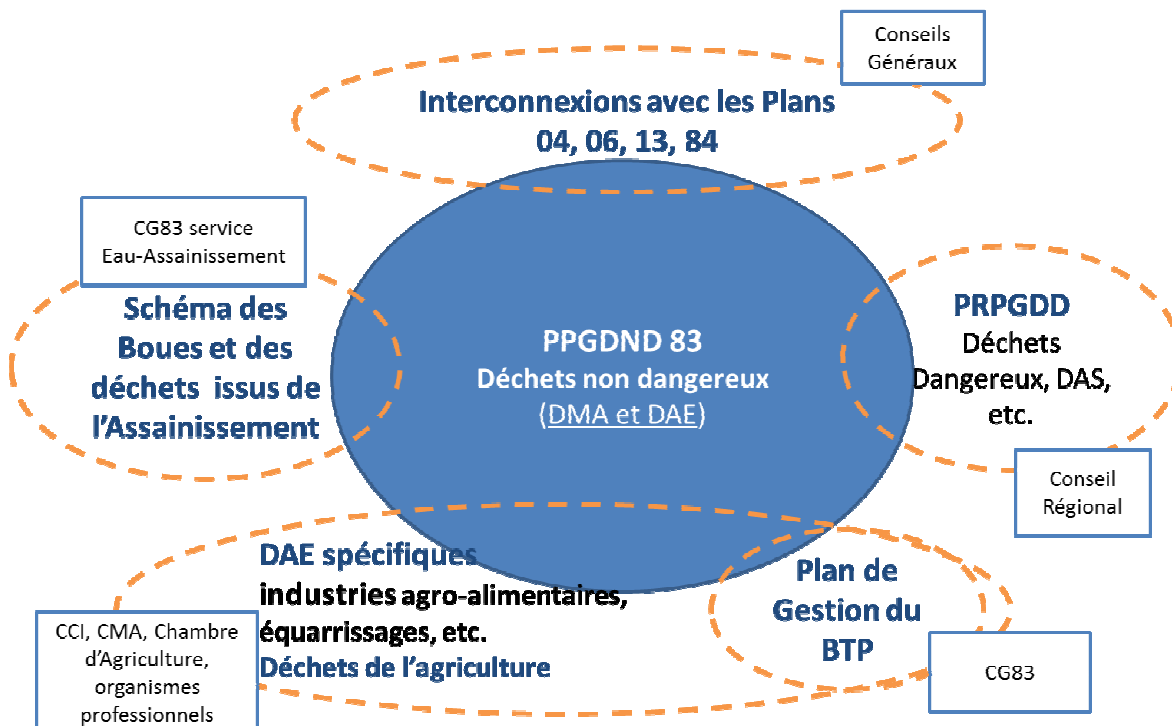 Conseils
Généraux
Interconnexions avec les Plans
04, 06, 13, 84
CG83 service
Eau-Assainissement
Schéma des
Boues et des
déchets issus de
l’Assainissement
PPGDND 83
Déchets non dangereux
(DMA et DAE)
PRPGDD
Déchets
Dangereux, DAS,
etc.
Conseil
Régional
DAE spécifiques
industries agro-alimentaires,
équarrissages, etc.
Déchets de l’agriculture
Plan de
Gestion du
BTP
CCI, CMA, Chambre
d’Agriculture,
organismes
professionnels
CG83